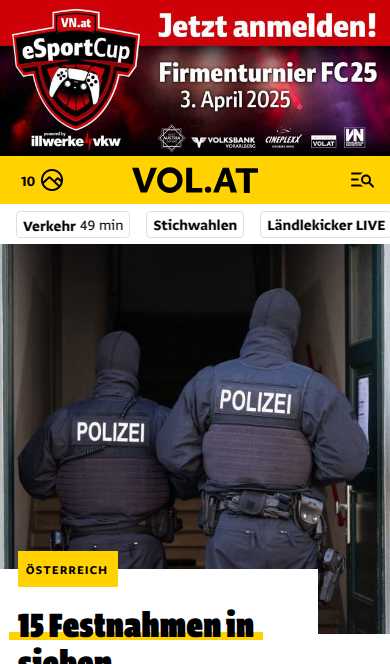 Jetzt anmelden!
VN.at
eSportCup
Firmenturnier FC25
3. April 2025
powered by
illwerke vkw
VOLKSBANK
VORARLBERG
CINEPLEXX
VOL.AT
VN
10
VOL.AT
Verkehr 49 min
Stichwahlen
Ländlekicker LIVE
POLIZEI
POLIZEI
ÖSTERREICH
15 Festnahmen in
sieben